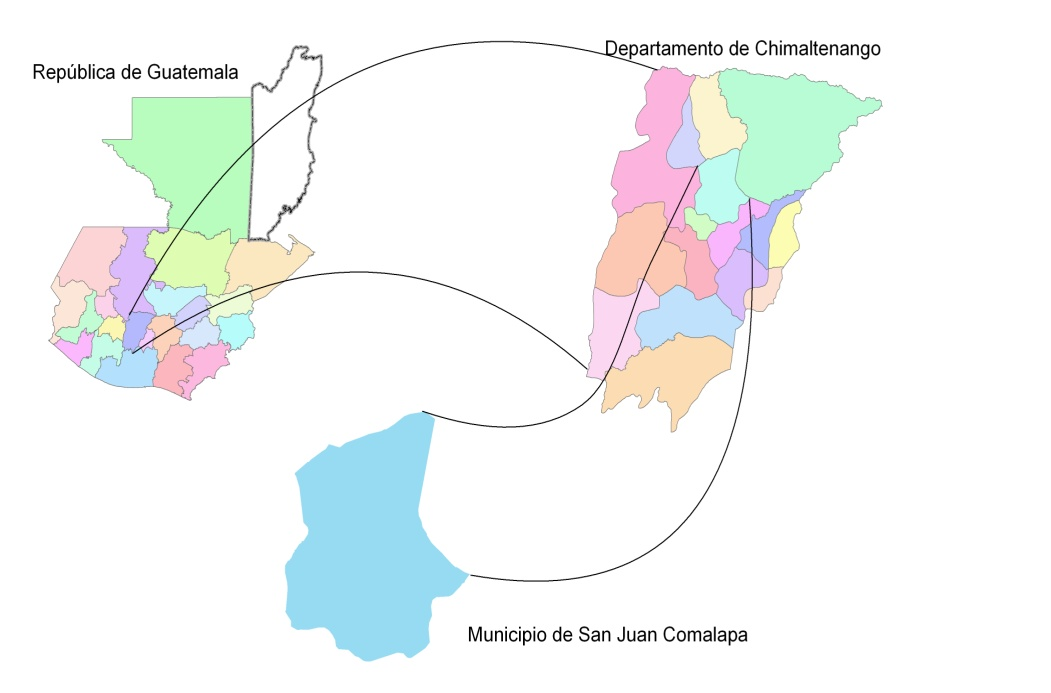 República de Guatemala
Departamento de Chimaltenango
Municipio de San Juan Comalapa